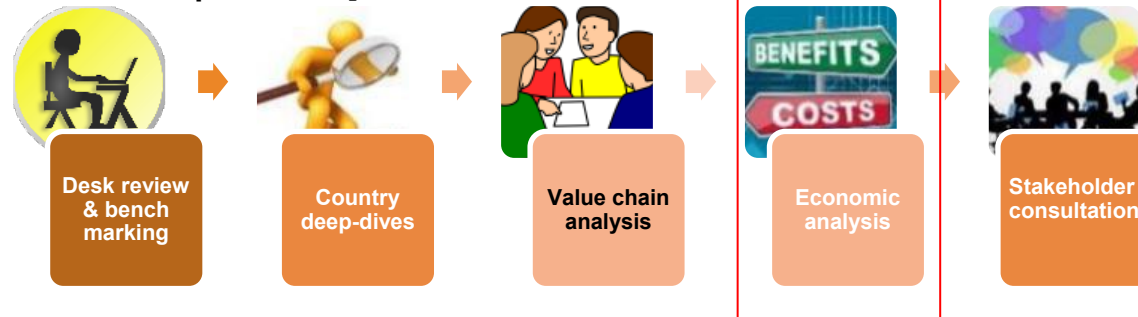 BENEFITS
COSTS
Desk review
& bench
marking
Country
deep-dives
Value chain
analysis
Economic
analysis
Stakeholder
consultation